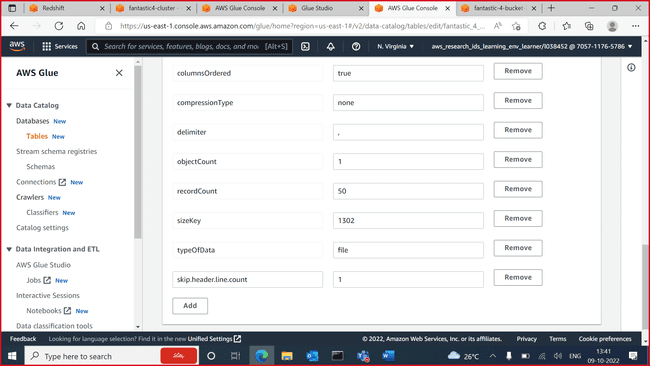 Redshift
fantastic4-cluster
AWS Glue Console
Glue Studio
AWS Glue Console
fantastic-4-bucket
https://us-east-1.console.aws.amazon.com/glue/home?region=us-east-1#/v2/data-catalog/tables/edit/fantastic_4_...
aws
Services
Search for services, features, blogs, docs, and mo [Alt+S]
N. Virginia
aws_research_ids_learning_env_learner/l038452 @ 7057-1176-5786
AWS Glue
Data Catalog
Databases New
Tables New
Stream schema registries
Schemas
Connections New
Crawlers New
Classifiers New
Catalog settings
Data Integration and ETL
AWS Glue Studio
Jobs New
Interactive Sessions
Notebooks New
Data classification tools
columnsOrdered true Remove
compressionType none Remove
delimiter , Remove
objectCount 1 Remove
recordCount 50 Remove
sizeKey 1302 Remove
typeOfData file Remove
skip.header.line.count 1 Remove
Add
Feedback Looking for language selection? Find it in the new Unified Settings
© 2022, Amazon Web Services, Inc. or its affiliates. Privacy Terms Cookie preferences
Type here to search
26°C
ENG
13:41
09-10-2022